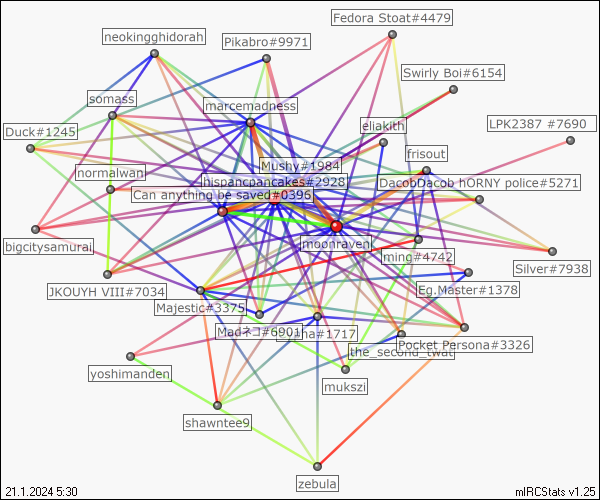 Fedora Stoat#4479
neokingghidorah
Pikabro#9971
Swirly Boi#6154
somass
marcemadness
LPK2387 #7690
Duck#1245
eliakith
frisout
Mushy#1984
normalwan
hispancpancakes#2928
DacobDacob hORNY police#5271
Can anything be saved#0396
bigcitysamurai
moonraven
ming#4742
Silver#7938
JKOUYH VIII#7034
Eg.Master#1378
Majestic#3375
Madネコ#6901
#1717
Pocket Persona#3326
the_second_twat
yoshimanden
mukszi
shawntee9
zebula
21.1.2024 5:30
mIRCStats v1.25